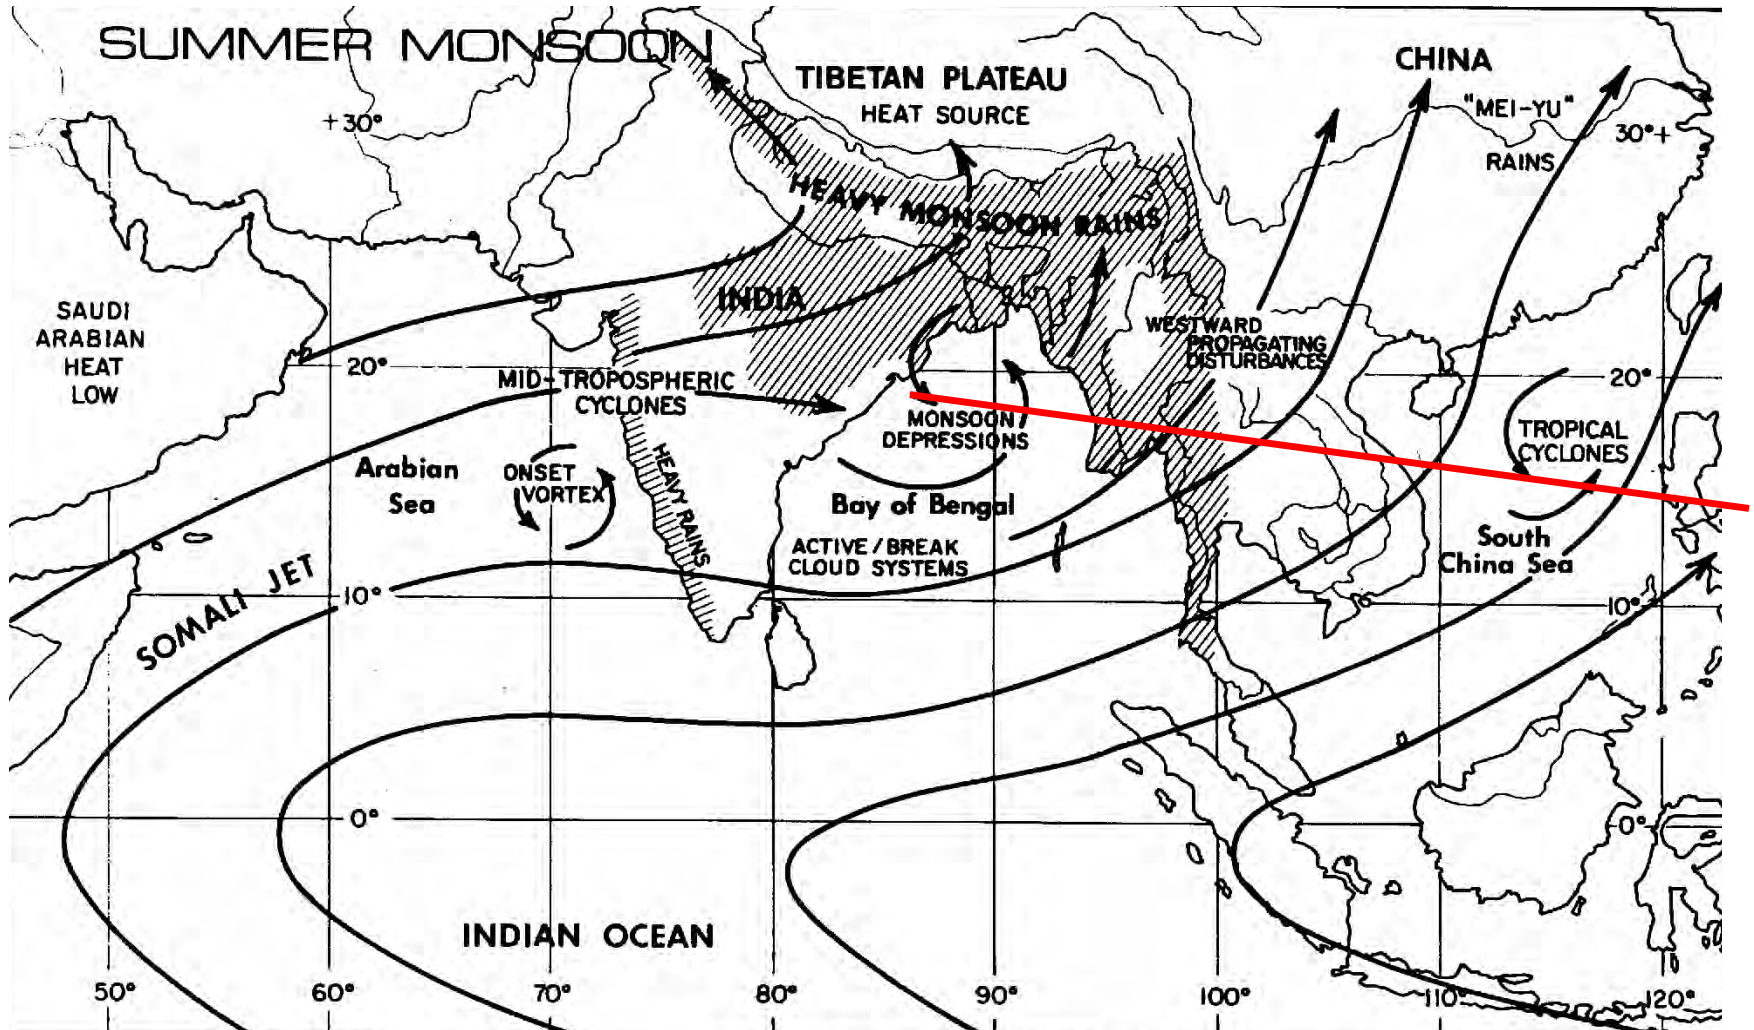 SUMMER MONSOON
CHINA
TIBETAN PLATEAU
HEAT SOURCE
"MEI-YU"
RAINS
+30°
30°+
HEAVY MONSOON RAINS
INDIA
SAUDI
ARABIAN
HEAT
LOW
WESTWARD
PROPAGATING
DISTURBANCES
20°
20°
MID-TROPOSPHERIC
CYCLONES
MONSOON
DEPRESSIONS
TROPICAL
CYCLONES
Arabian
Sea
ONSET
VORTEX
HEAVY RAINS
Bay of Bengal
ACTIVE/BREAK
CLOUD SYSTEMS
South
China Sea
SOMALI JET
10°
10°
0°
0°
INDIAN OCEAN
50°
60°
70°
80°
90°
100°
110°
120°